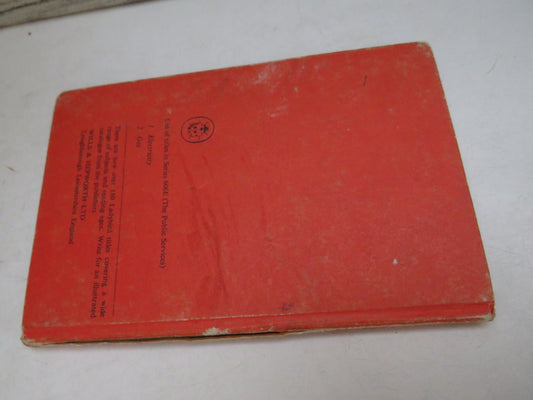 List of titles in Series 606E (The Public Services)
1 Electricity
2 Gas
There are now over 180 Ladybird titles covering a wide
range of subjects and reading ages. Write for an illustrated
catalogue from the publishers
WILLS & HEPWORTH LTD
Loughborough Leicestershire England